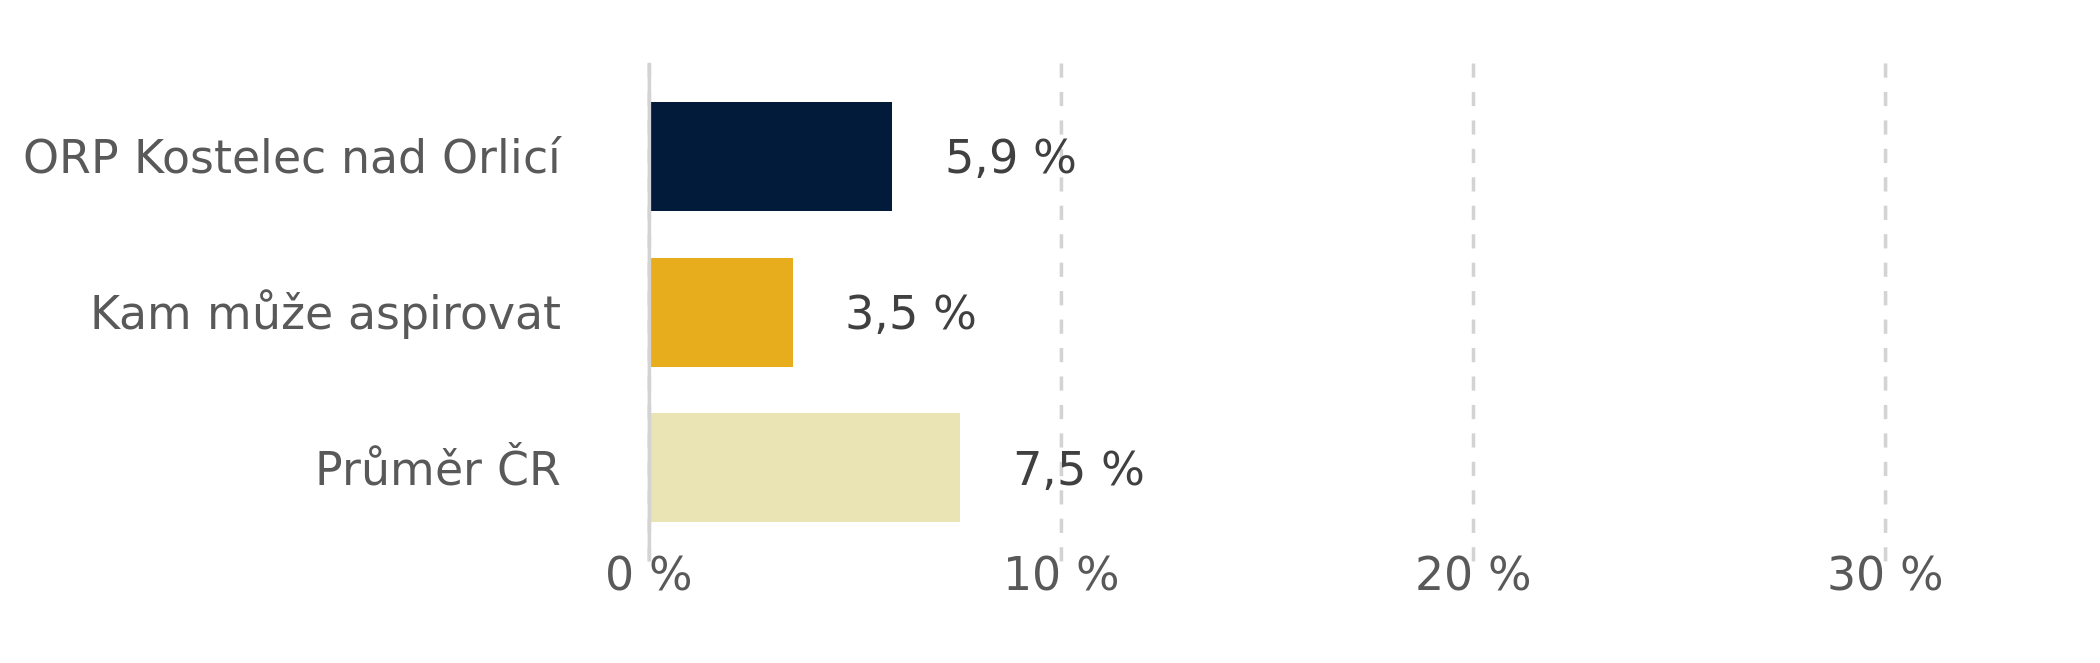 ORP Kostelec nad Orlicí 5,9 %
Kam může aspirovat 3,5 %
Průměr ČR 7,5 %
0 % 10 % 20 % 30 %